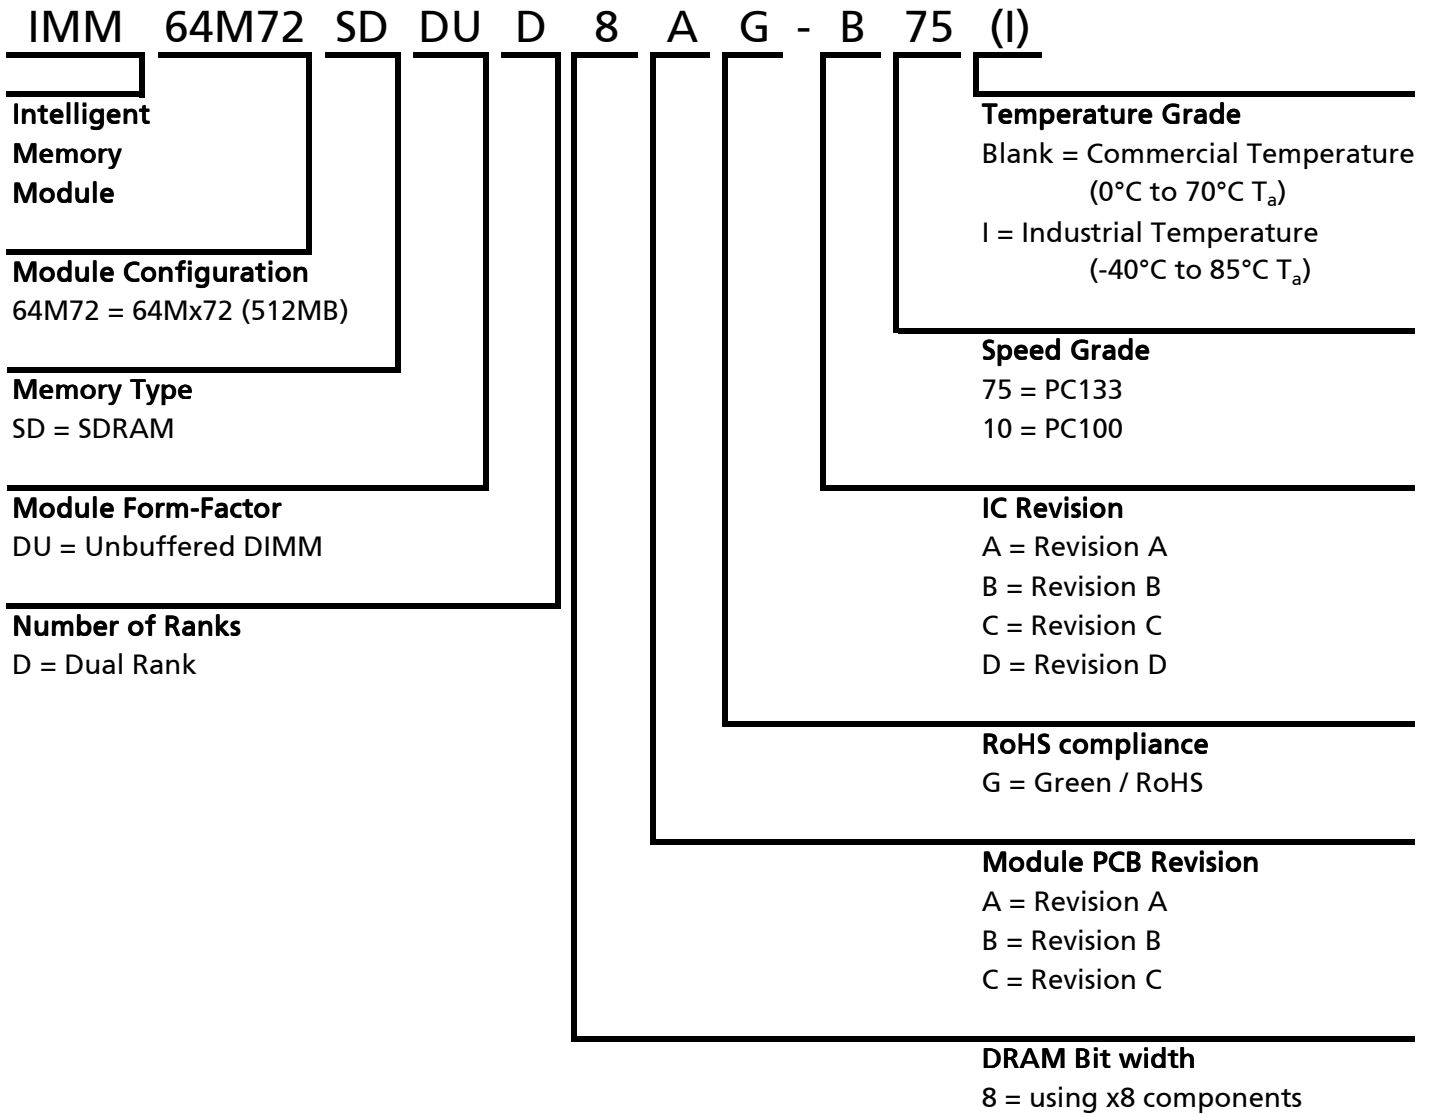 IMM 64M72 SD DU D 8 A G - B 75 (I)
Intelligent
Memory
Module
Module Configuration
64M72 = 64Mx72 (512MB)
Memory Type
SD = SDRAM
Module Form-Factor
DU = Unbuffered DIMM
Number of Ranks
D = Dual Rank
Temperature Grade
Blank = Commercial Temperature
(0°C to 70°C Ta)
I = Industrial Temperature
(-40°C to 85°C Ta)
Speed Grade
75 = PC133
10 = PC100
IC Revision
A = Revision A
B = Revision B
C = Revision C
D = Revision D
RoHS compliance
G = Green / RoHS
Module PCB Revision
A = Revision A
B = Revision B
C = Revision C
DRAM Bit width
8 = using x8 components